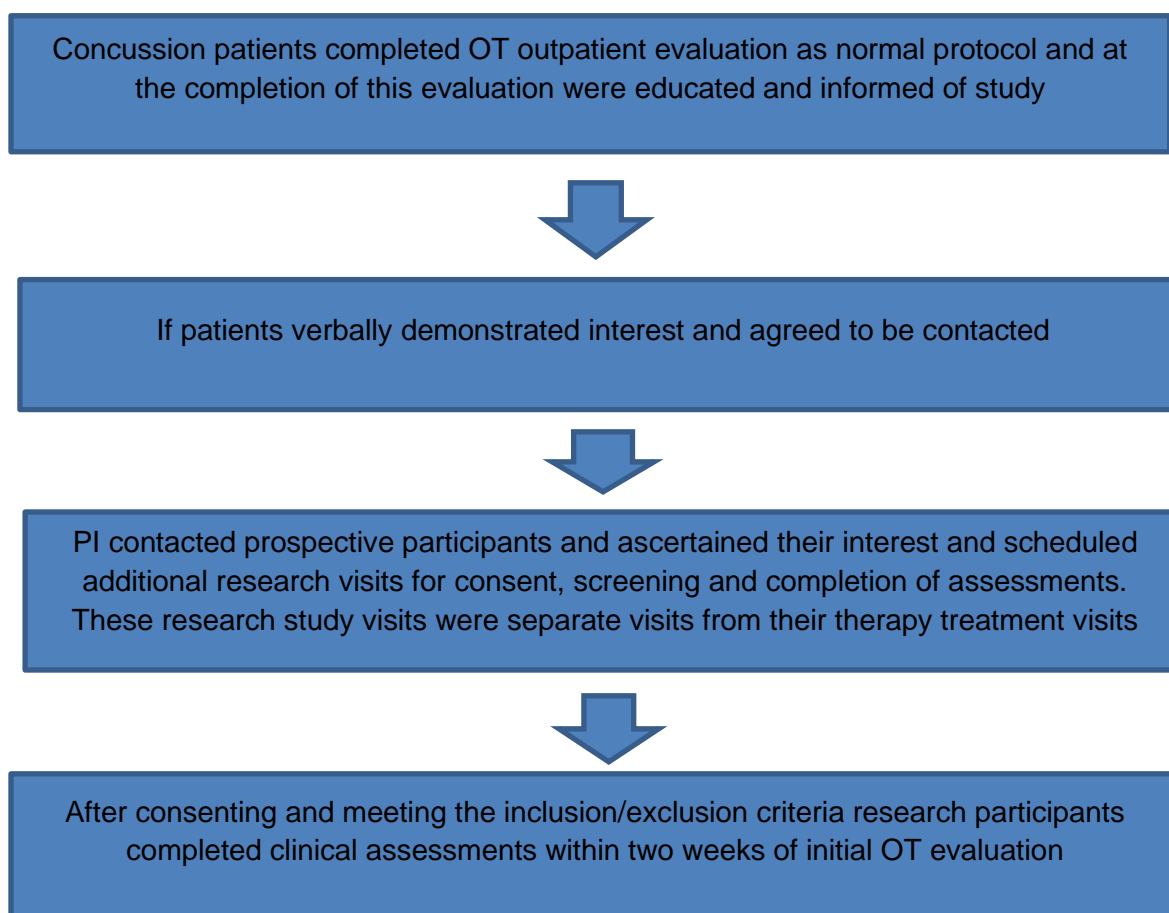 Concussion patients completed OT outpatient evaluation as normal protocol and at
the completion of this evaluation were educated and informed of study
If patients verbally demonstrated interest and agreed to be contacted
PI contacted prospective participants and ascertained their interest and scheduled
additional research visits for consent, screening and completion of assessments.
These research study visits were separate visits from their therapy treatment visits
After consenting and meeting the inclusion/exclusion criteria research participants
completed clinical assessments within two weeks of initial OT evaluation